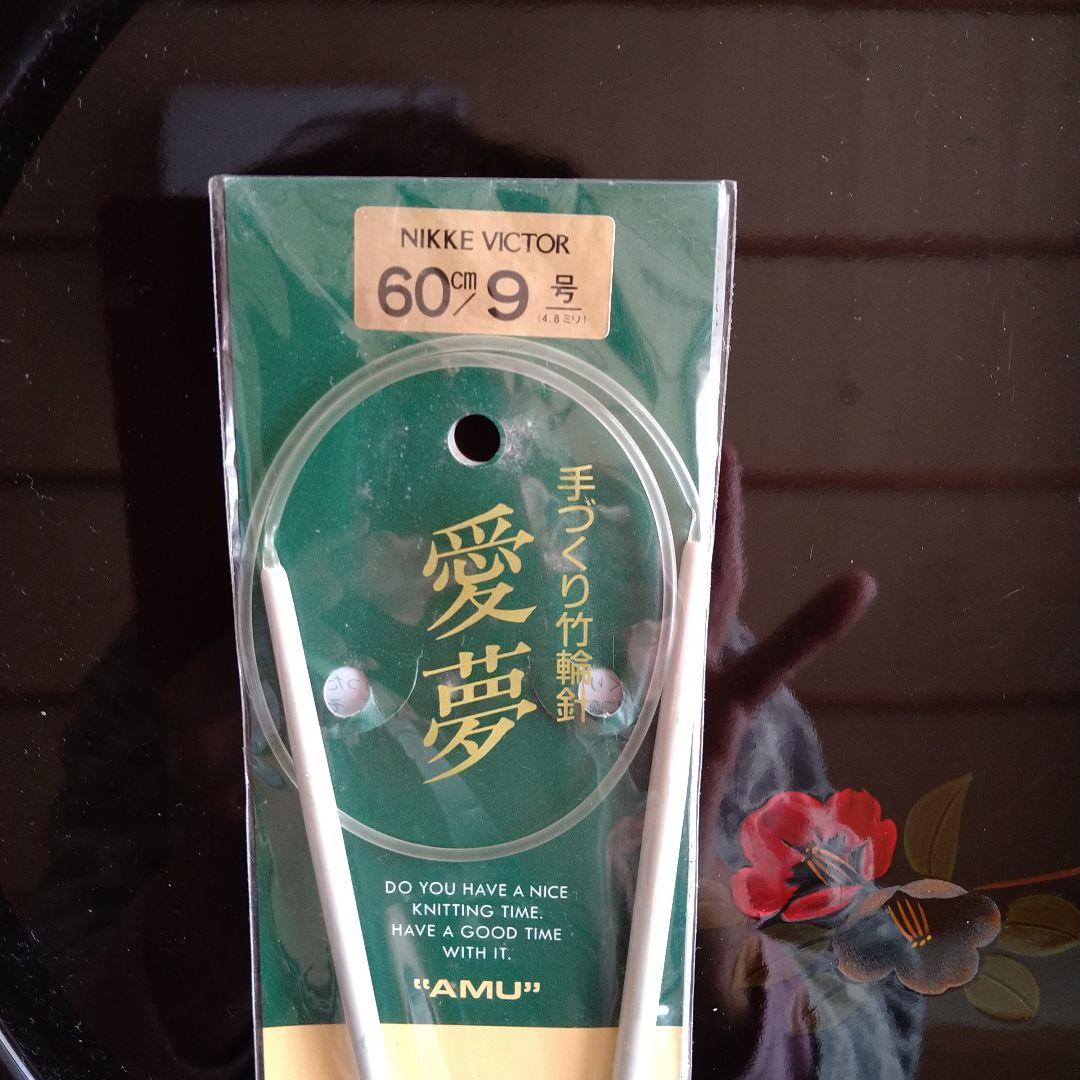 NIKKE VICTOR
60cm/9号
(4.8ミリ)
手づくり竹輪針
愛夢
DO YOU HAVE A NICE
KNITTING TIME.
HAVE A GOOD TIME
WITH IT.
“AMU”